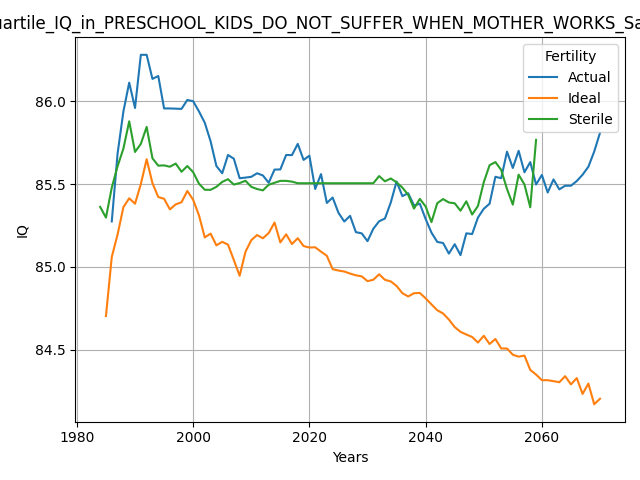 uartile_IQ_in_PRESCHOOL_KIDS_DO_NOT_SUFFER_WHEN_MOTHER_WORKS_Sa
Fertility
Actual
Ideal
Sterile
86.0
85.5
85.0
84.5
IQ
1980 2000 2020 2040 2060
Years